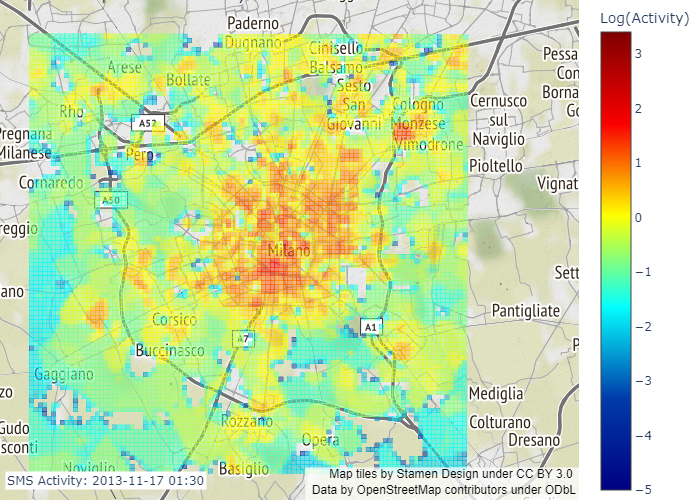 Log(Activity)
Paderno
Dugnano
Cinisello
Balsamo
Arese
Bollate
Sesto
San
Giovanni
Pessa
Con
Borna
Go
Rho
A52
Cologno
Monzese
Vimodrone
Cernusco
sul
Naviglio
Pregnana
Milanese
Pero
Pioltello
Cornaredo
A50
Vignat
reggio
Milano
Sett
ano
Pantigliate
Corsico
A7
A1
P
Buccinasco
Gaggiano
Mediglia
zzo
Rozzano
Colturano
Gudo
sconti
Opera
Dresano
Noviglio
Basiglio
3
2
1
0
−1
−2
−3
−4
−5
SMS Activity: 2013-11-17 01:30
Map tiles by Stamen Design under CC BY 3.0
Data by OpenStreetMap contributors under ODbL